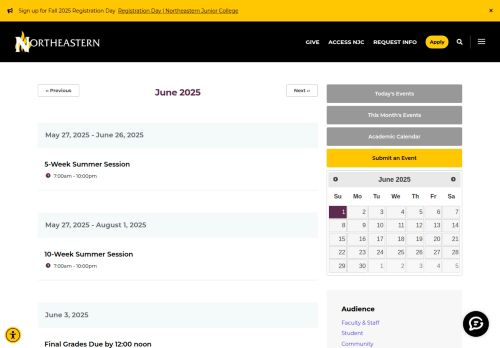 Sign up for Fall 2025 Registration Day Registration Day | Northeastern Junior College ×
NORTHEASTERN
GIVE ACCESS NJC REQUEST INFO Apply
‹‹ Previous
June 2025
Next ››
May 27, 2025 - June 26, 2025
5-Week Summer Session
7:00am - 10:00pm
May 27, 2025 - August 1, 2025
10-Week Summer Session
7:00am - 10:00pm
June 3, 2025
Final Grades Due by 12:00 noon
Today's Events
This Month's Events
Academic Calendar
Submit an Event
June 2025
Su Mo Tu We Th Fr Sa
1 2 3 4 5 6 7
8 9 10 11 12 13 14
15 16 17 18 19 20 21
22 23 24 25 26 27 28
29 30 1 2 3 4 5
Audience
Faculty & Staff
Student
Community